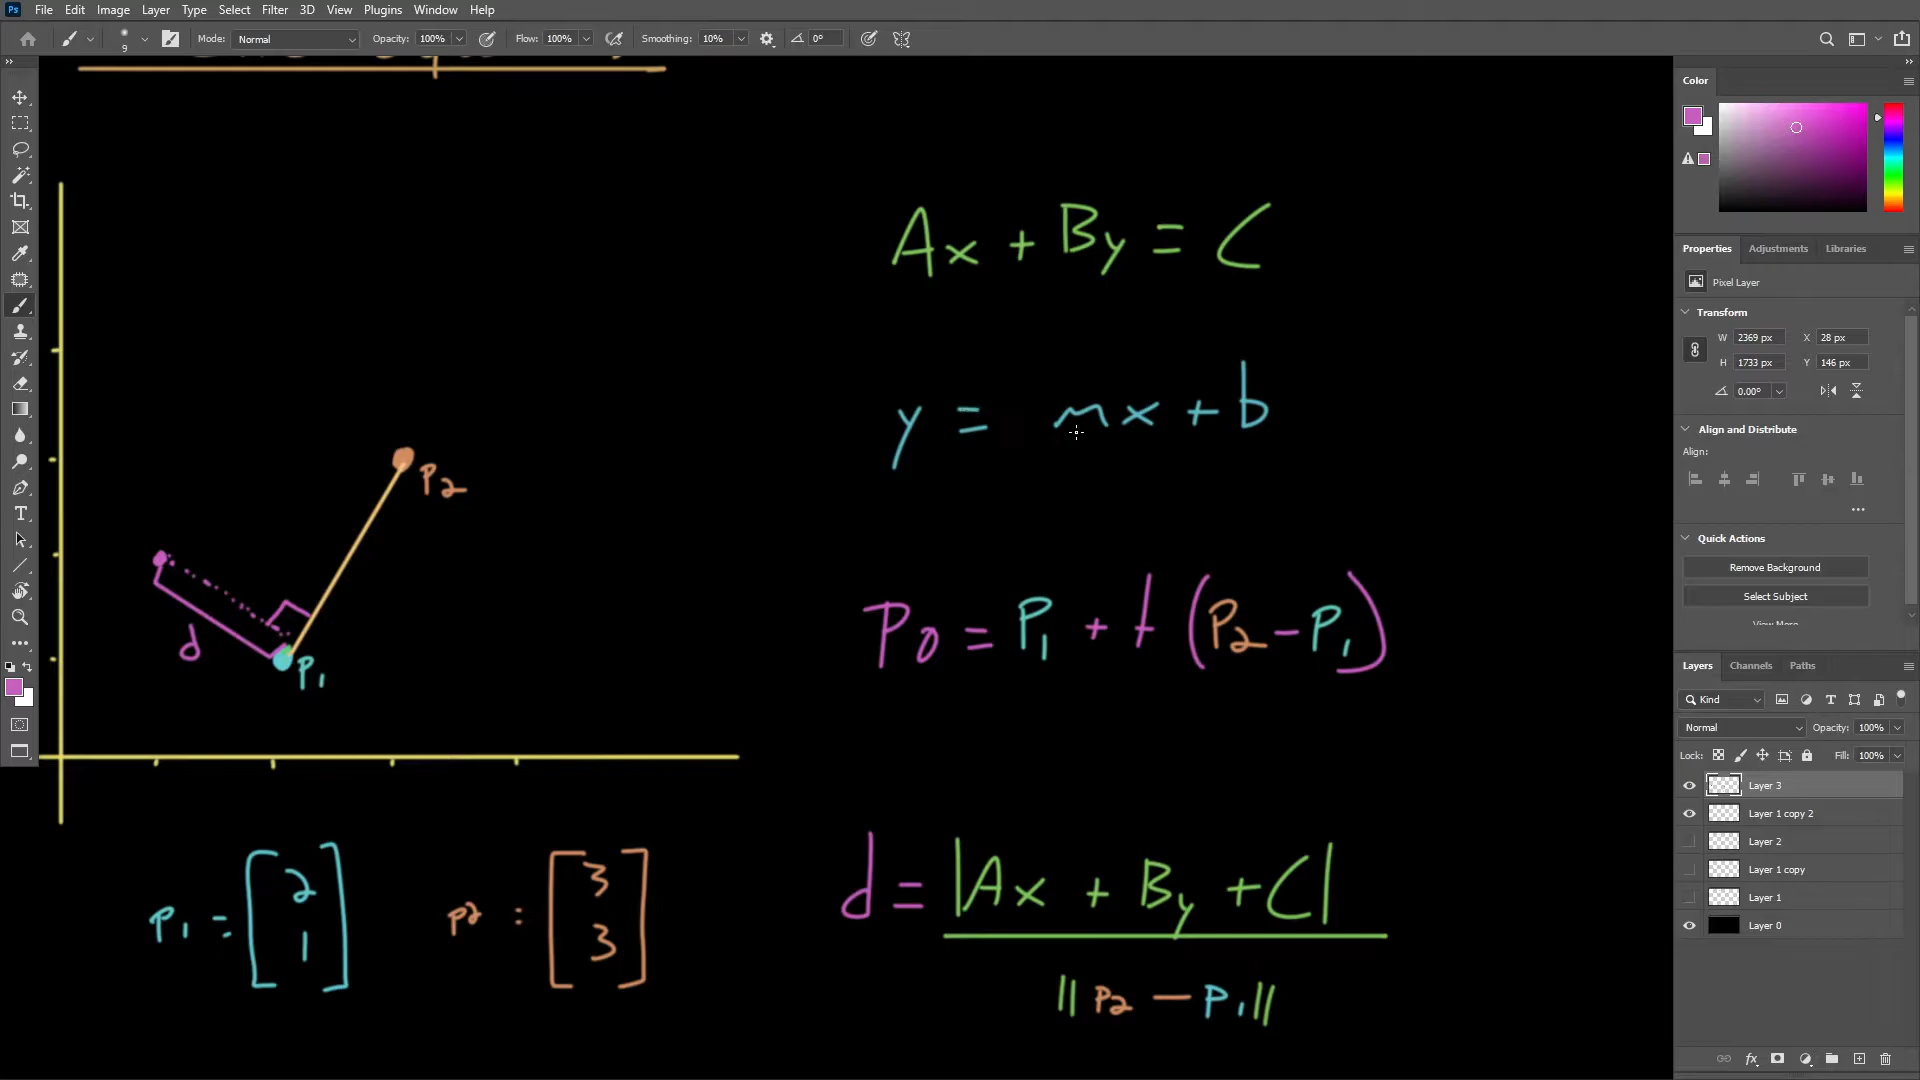 Ps File Edit Image Layer Type Select Filter 3D View Plugins Window Help
9 Mode: Normal Opacity: 100% Flow: 100% Smoothing: 10% 0°
Color
Properties Adjustments Libraries
Pixel Layer
Transform
W 2369 px X 28 px
H 1733 px Y 146 px
0.00°
Align and Distribute
Align:
Quick Actions
Remove Background
Select Subject
View More
Layers Channels Paths
Kind
Normal Opacity: 100%
Lock: Fill: 100%
Layer 3
Layer 1 copy 2
Layer 2
Layer 1 copy
Layer 1
Layer 0
Ax + By = C
y = mx + b
P2
d
P1
P0 = P1 + t (P2 - P1)
P1 = [2 1]
P2 = [3 3]
d = |Ax + By + C|
||P2 - P1||